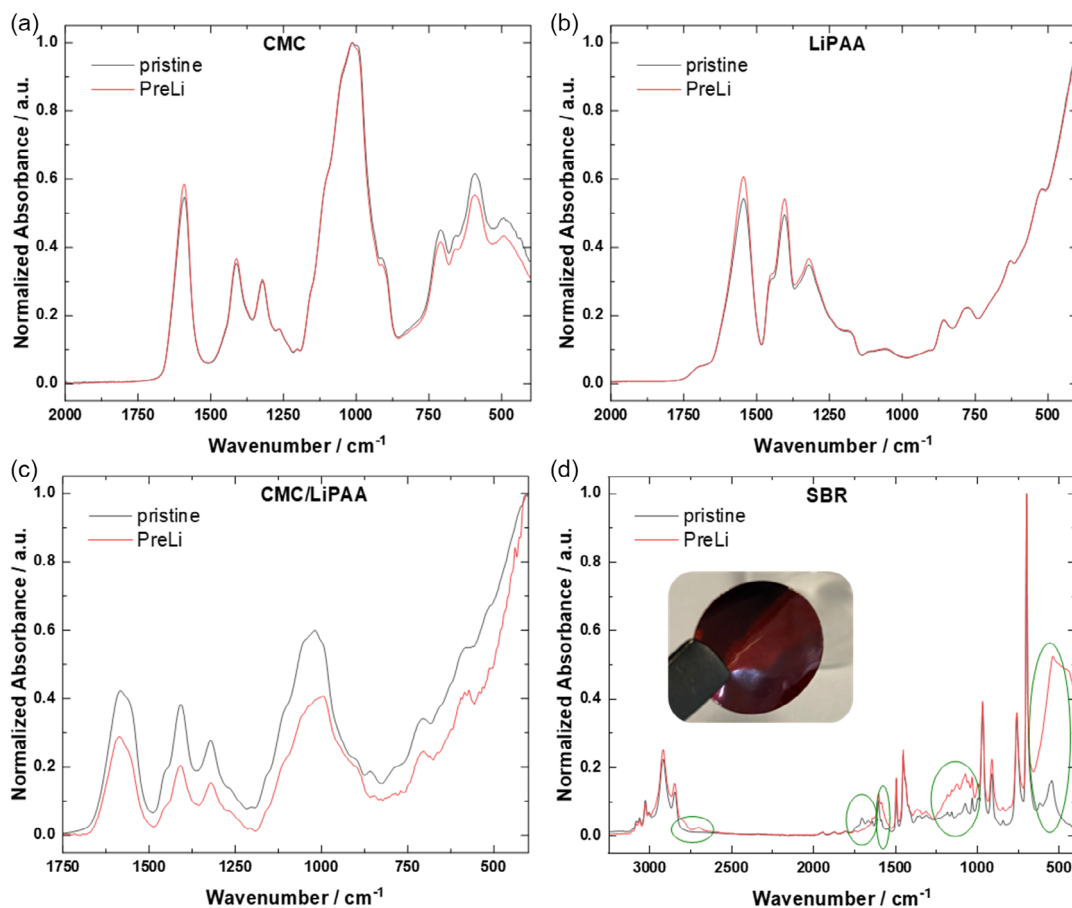 (a)
CMC
pristine
PreLi
Normalized Absorbance / a.u.
1.0
0.8
0.6
0.4
0.2
0.0
2000 1750 1500 1250 1000 750 500
Wavenumber / cm⁻¹
(b)
LiPAA
pristine
PreLi
Normalized Absorbance / a.u.
1.0
0.8
0.6
0.4
0.2
0.0
2000 1750 1500 1250 1000 750 500
Wavenumber / cm⁻¹
(c)
CMC/LiPAA
pristine
PreLi
Normalized Absorbance / a.u.
1.0
0.8
0.6
0.4
0.2
0.0
1750 1500 1250 1000 750 500
Wavenumber / cm⁻¹
(d)
SBR
pristine
PreLi
Normalized Absorbance / a.u.
1.0
0.8
0.6
0.4
0.2
0.0
3000 2500 2000 1500 1000 500
Wavenumber / cm⁻¹